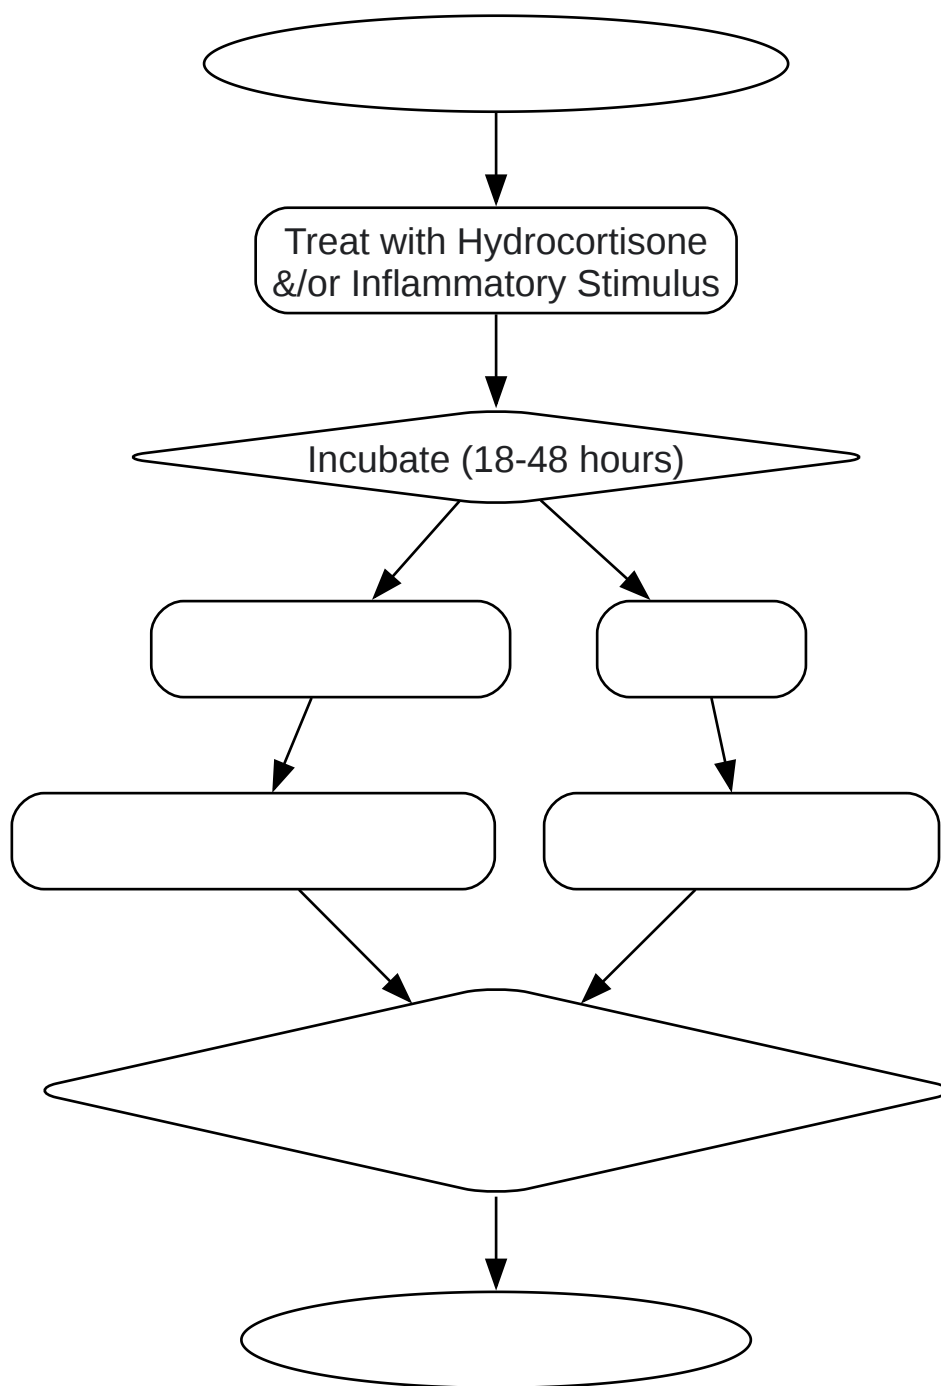 Treat with Hydrocortisone
&/or Inflammatory Stimulus
Incubate (18-48 hours)